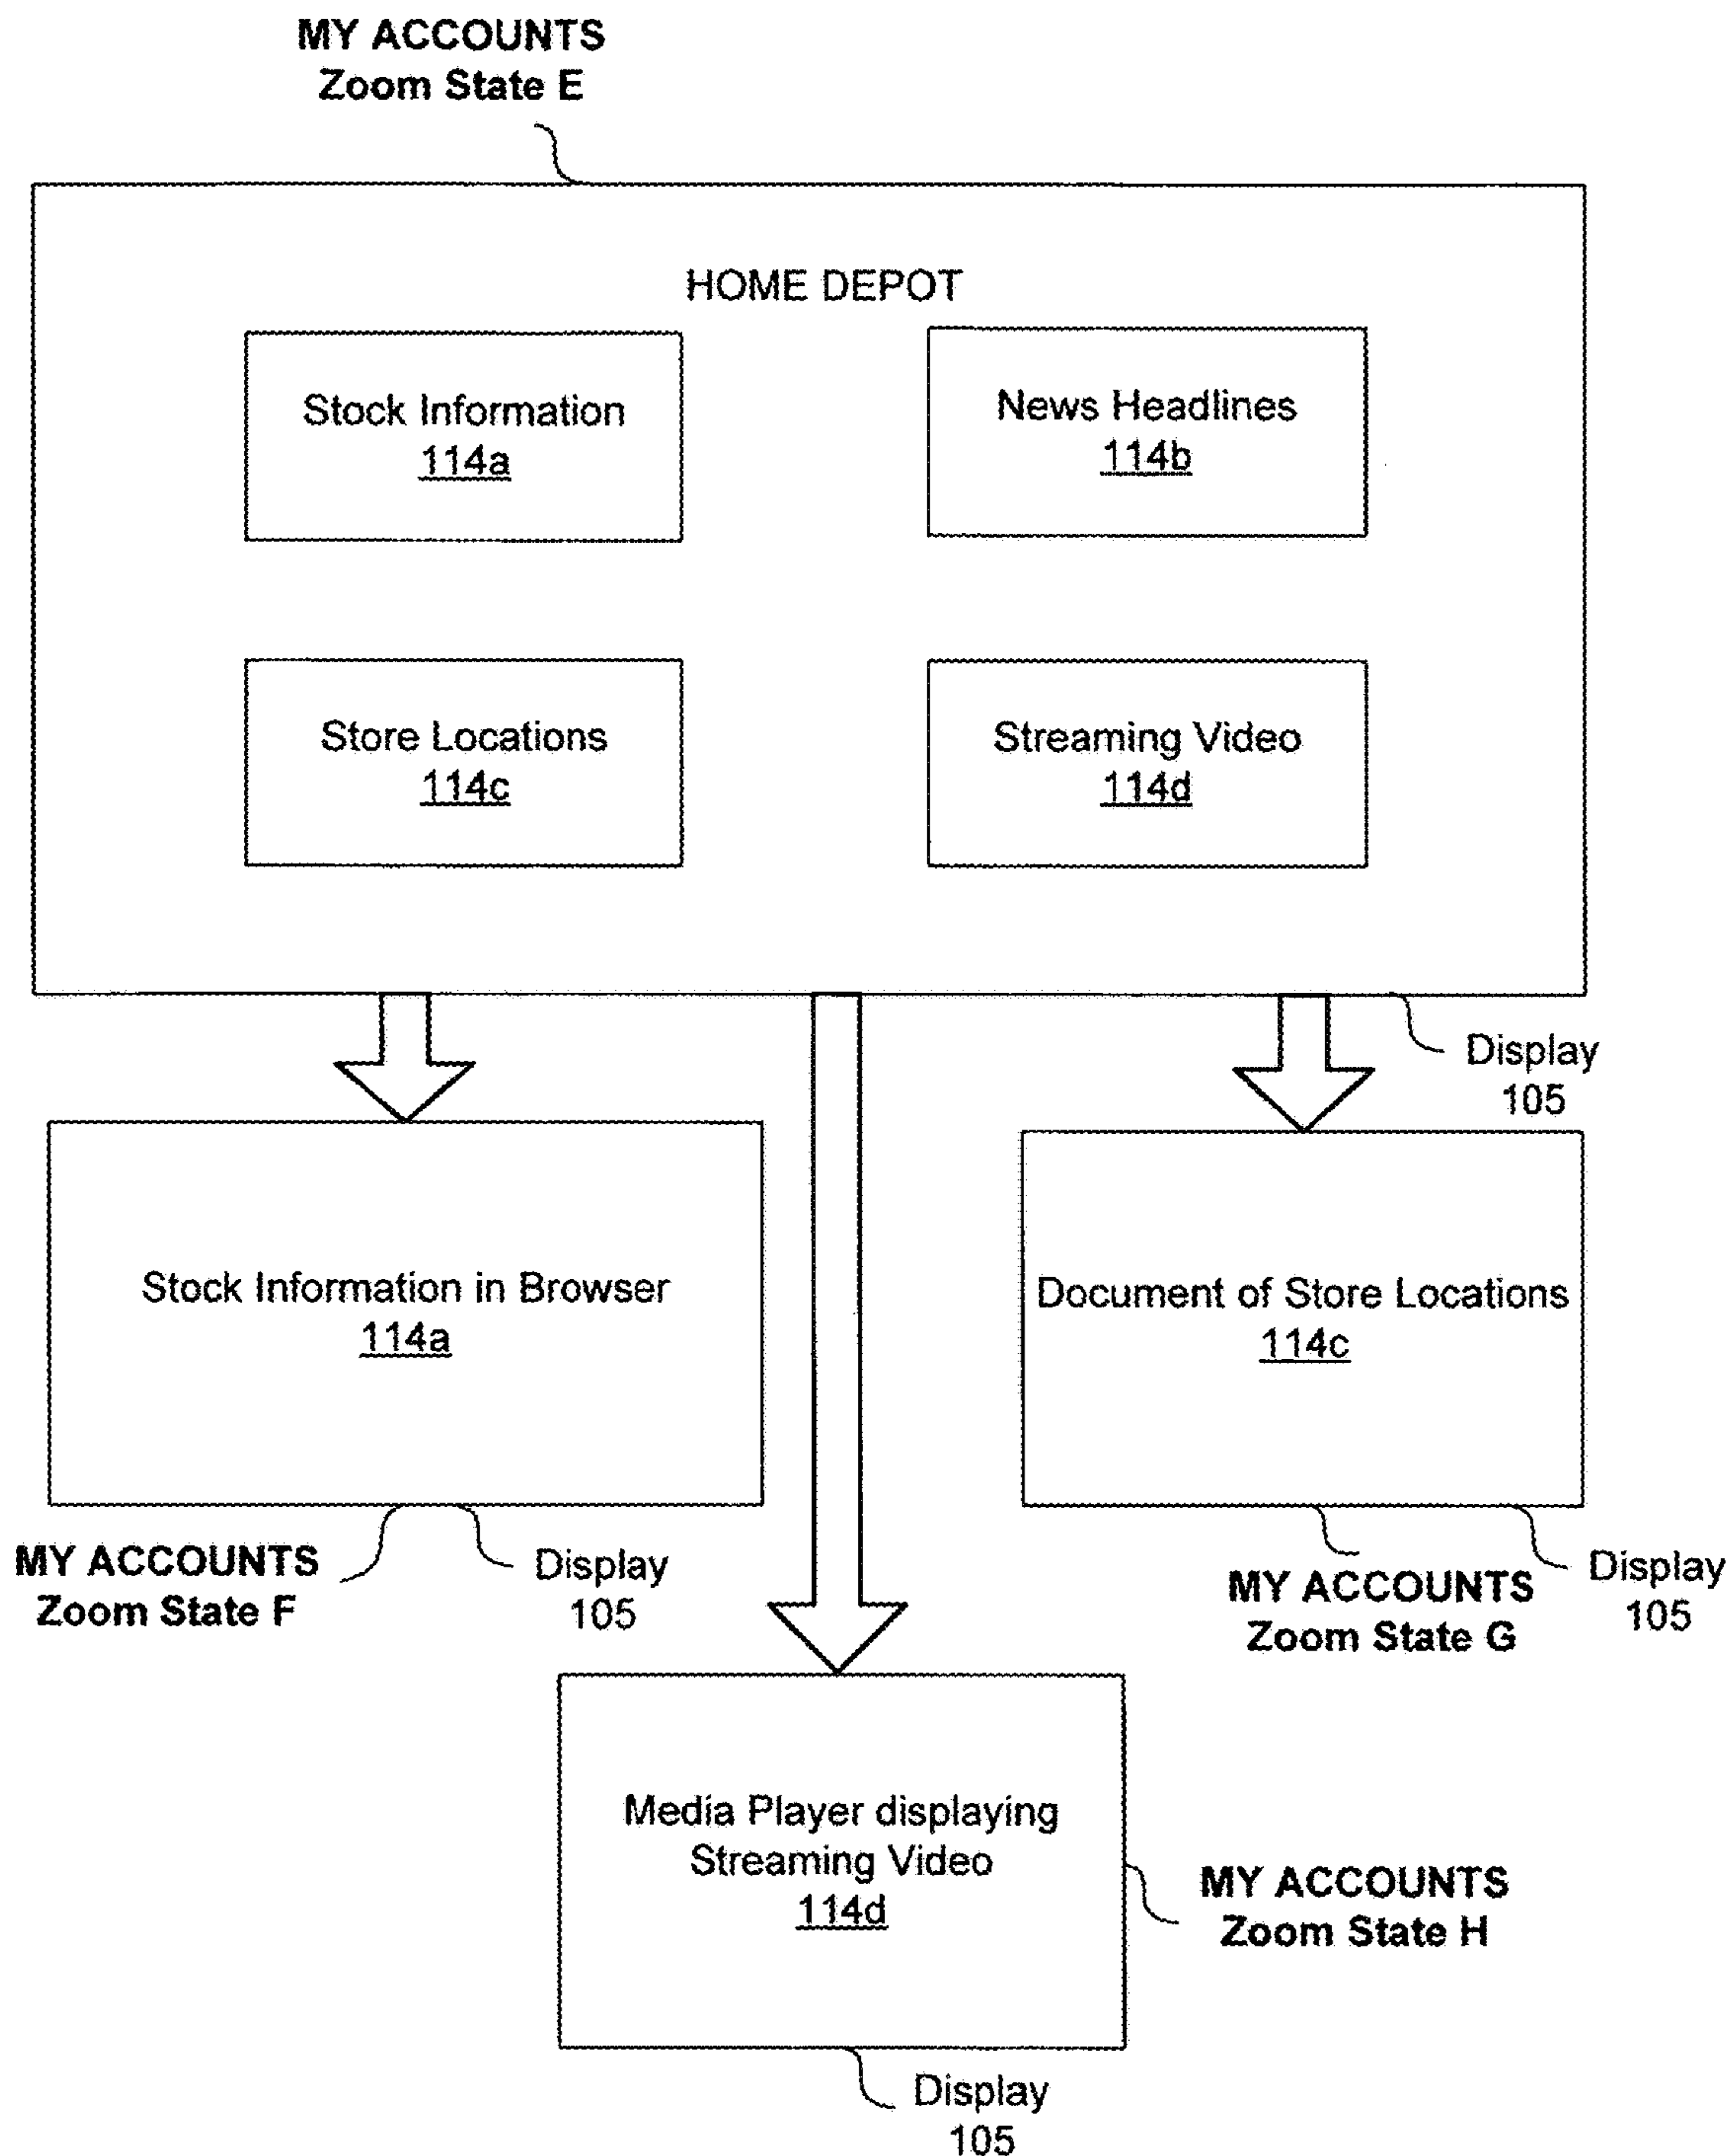 MY ACCOUNTS
Zoom State E
HOME DEPOT
Stock Information
114a
News Headlines
114b
Store Locations
114c
Streaming Video
114d
Display
105
Stock Information in Browser
114a
Document of Store Locations
114c
MY ACCOUNTS
Zoom State F
Display
105
MY ACCOUNTS
Zoom State G
Display
105
Media Player displaying
Streaming Video
114d
MY ACCOUNTS
Zoom State H
Display
105